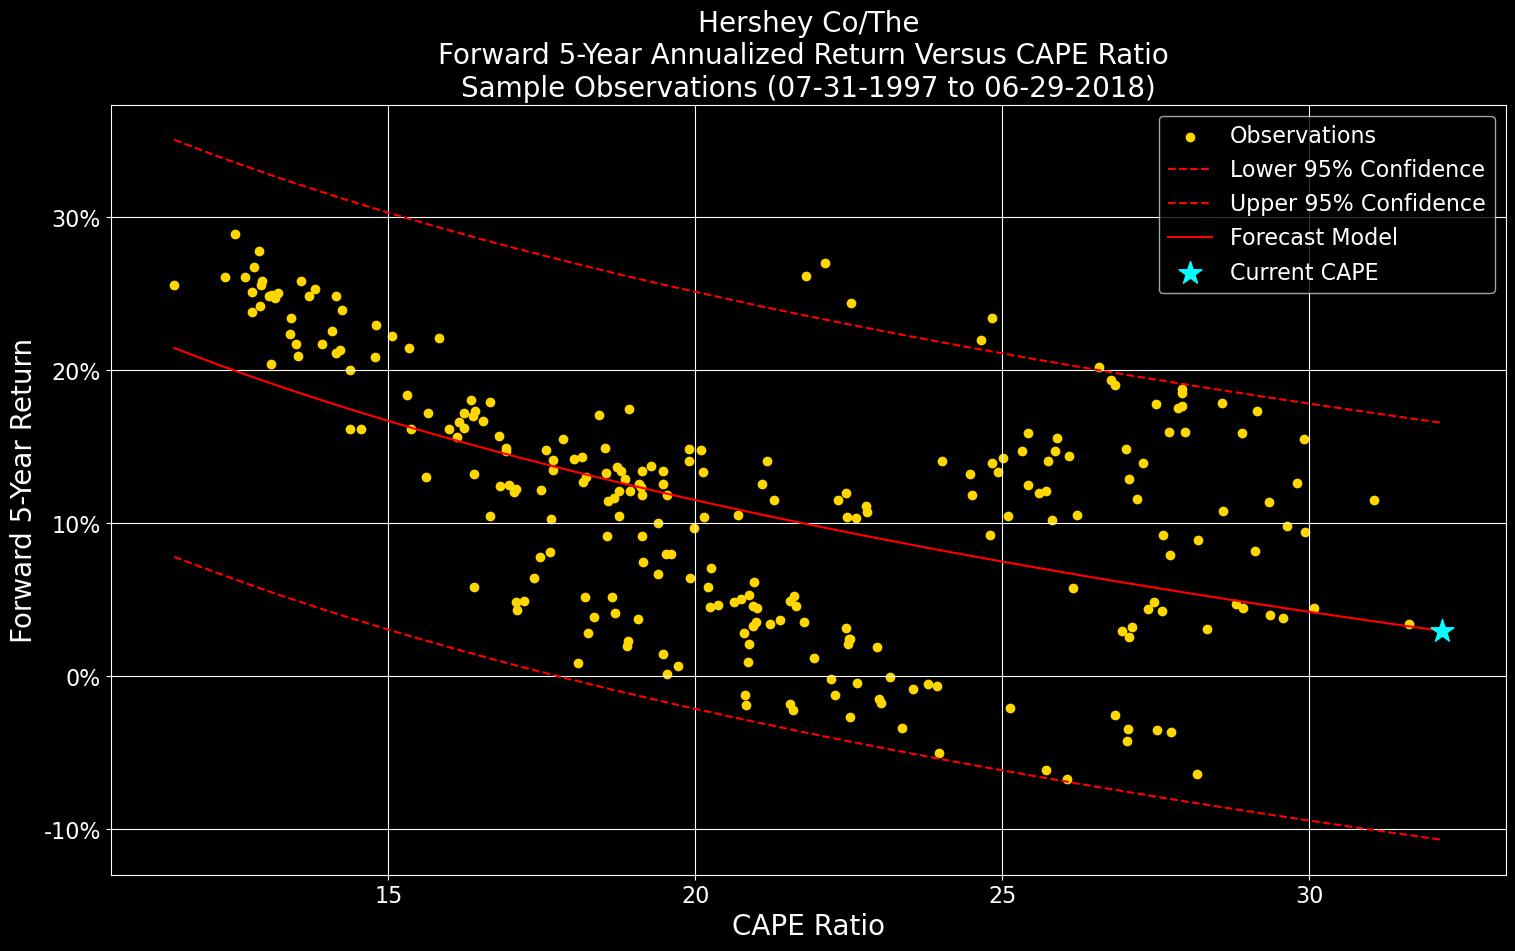 Hershey Co/The
Forward 5-Year Annualized Return Versus CAPE Ratio
Sample Observations (07-31-1997 to 06-29-2018)
Observations
Lower 95% Confidence
Upper 95% Confidence
Forecast Model
Current CAPE
Forward 5-Year Return
30%
20%
10%
0%
-10%
15
20
25
30
CAPE Ratio